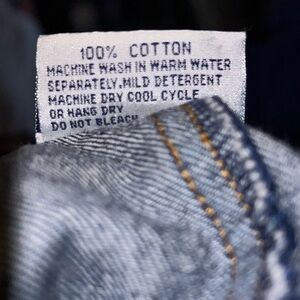 100% COTTON
MACHINE WASH IN WARM WATER
SEPARATELY.MILD DETERGENT
MACHINE DRY COOL CYCLE
OR HANG DRY
DO NOT BLEACH